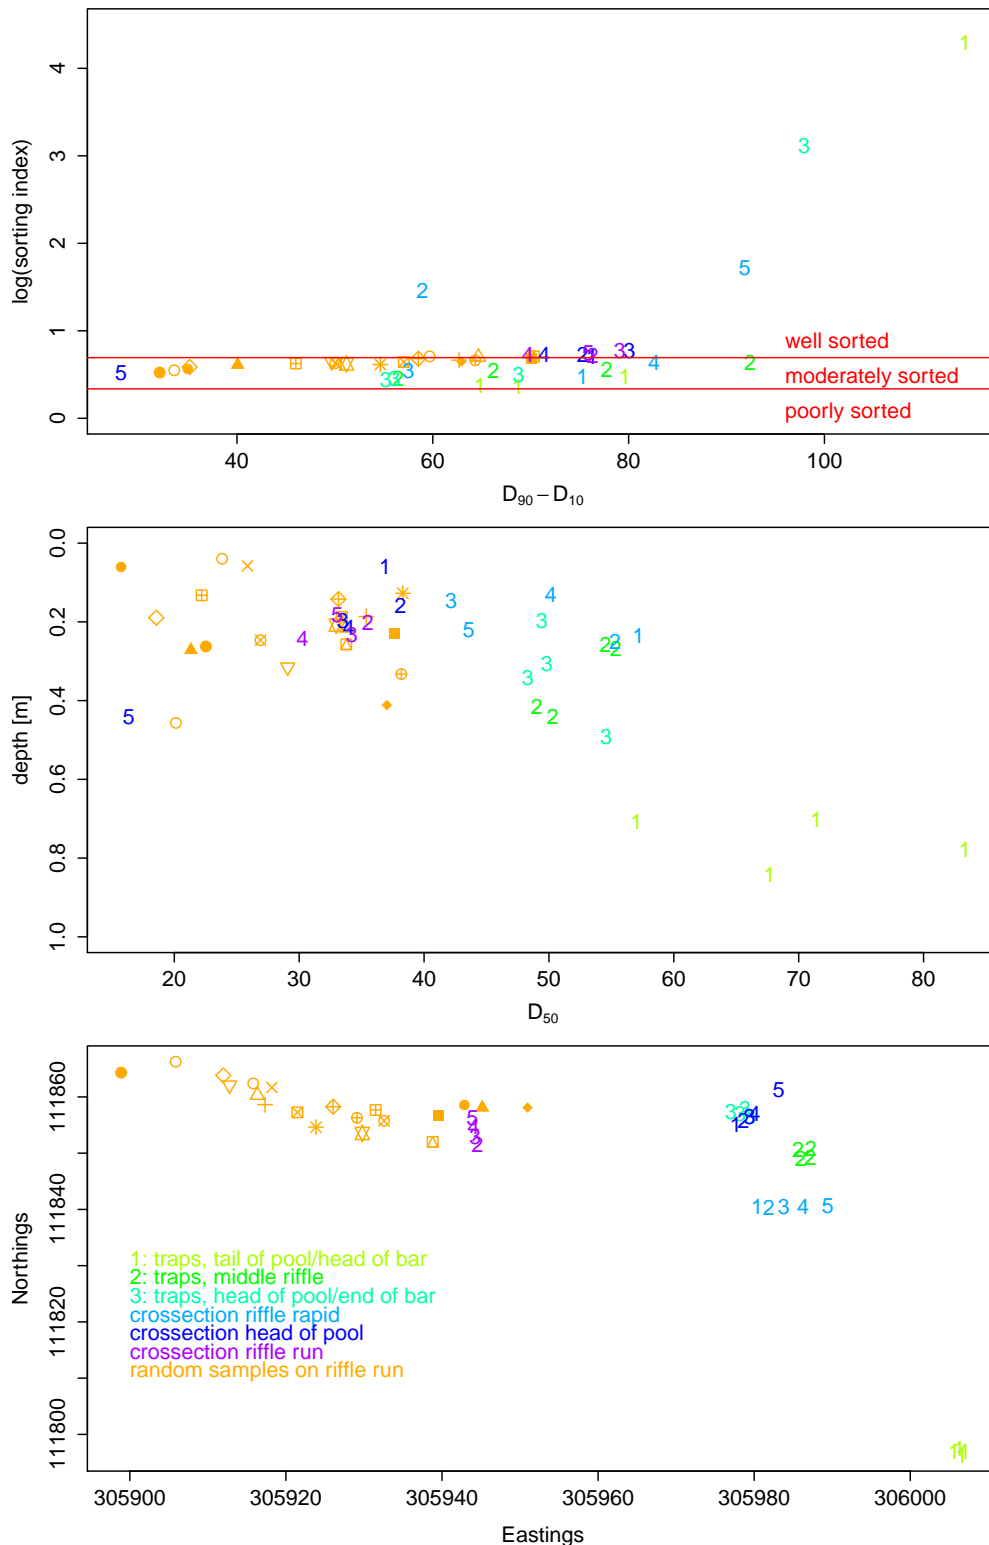 4
3
2
1
0
log(sorting index)
1
3
5
2
well sorted
moderately sorted
poorly sorted
40
60
80
100
D90 − D10
0.0
0.2
0.4
0.6
0.8
1.0
depth [m]
20
30
40
50
60
70
80
D50
111860
111840
111820
111800
Northings
1: traps, tail of pool/head of bar
2: traps, middle riffle
3: traps, head of pool/end of bar
crossection riffle rapid
crossection head of pool
crossection riffle run
random samples on riffle run
305900
305920
305940
305960
305980
306000
Eastings